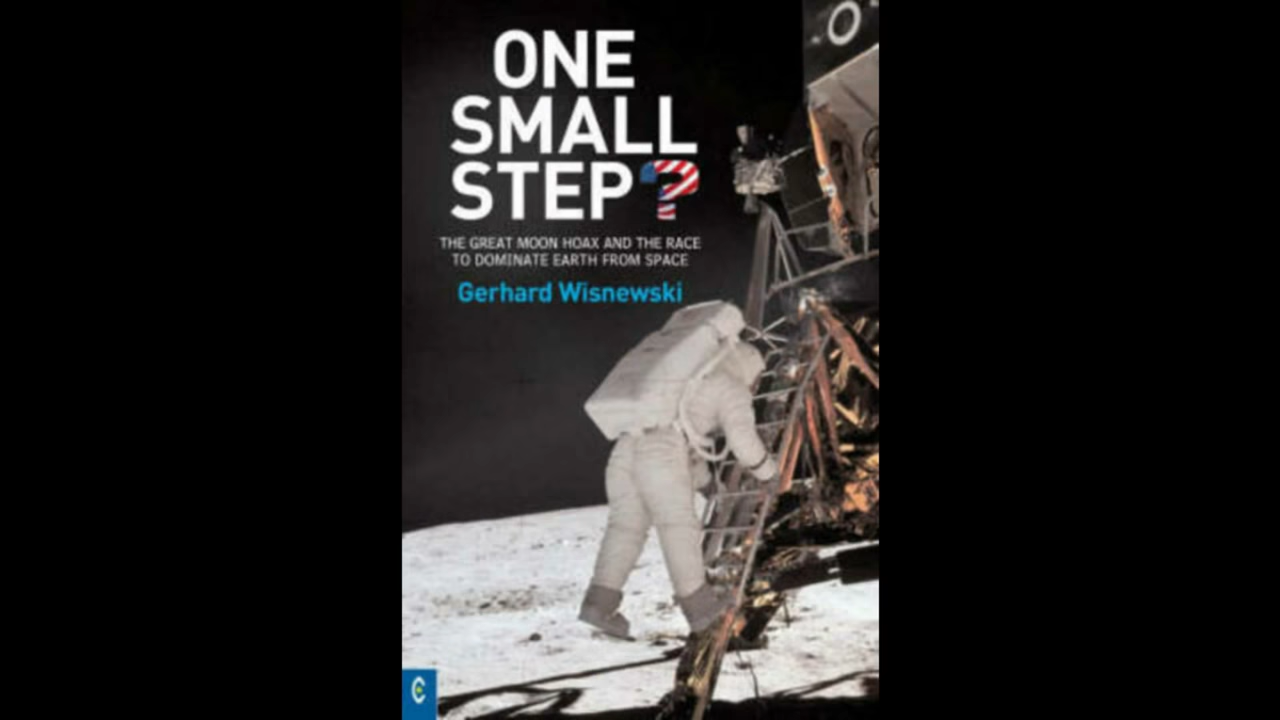 ONE
SMALL
STEP?
THE GREAT MOON HOAX AND THE RACE
TO DOMINATE EARTH FROM SPACE
Gerhard Wisnewski